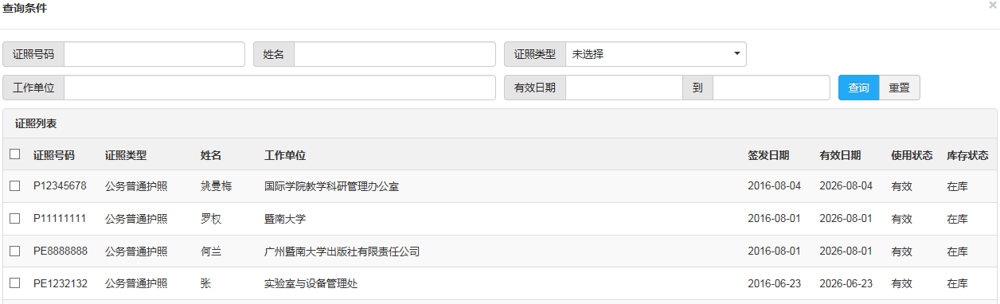 查询条件
证照号码 姓名 证照类型 未选择
工作单位 有效日期 到 查询 重置
证照列表
证照号码 证照类型 姓名 工作单位 签发日期 有效日期 使用状态 库存状态
P12345678 公务普通护照 姚曼梅 国际学院教学科研管理办公室 2016-08-04 2026-08-04 有效 在库
P11111111 公务普通护照 罗权 暨南大学 2016-08-01 2026-08-01 有效 在库
PE8888888 公务普通护照 何兰 广州暨南大学出版社有限责任公司 2016-08-01 2026-08-01 有效 在库
PE1232132 公务普通护照 张 实验室与设备管理处 2016-06-23 2026-06-23 有效 在库